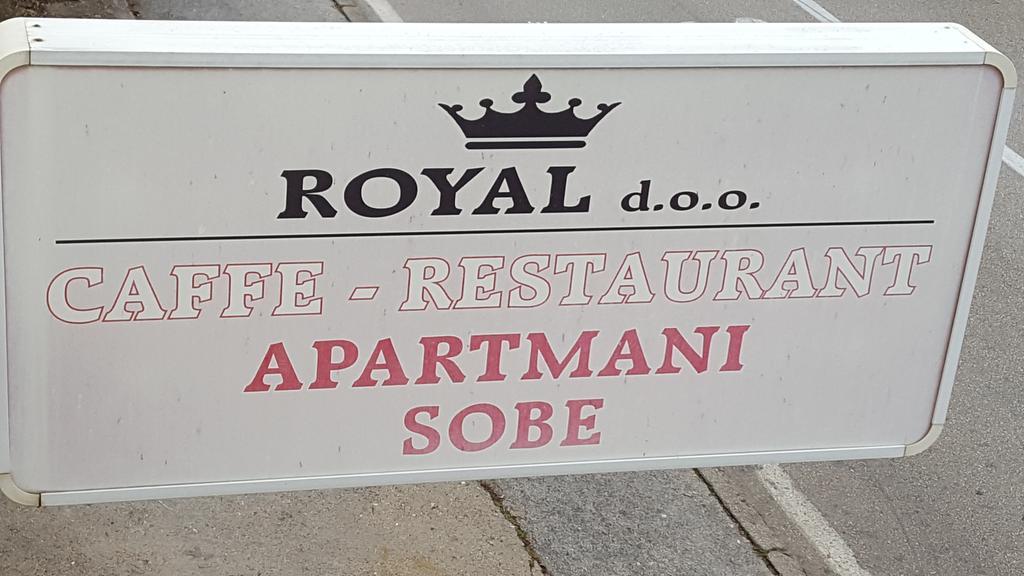 ROYAL d.o.o.
CAFFE - RESTAURANT
APARTMANI
SOBE